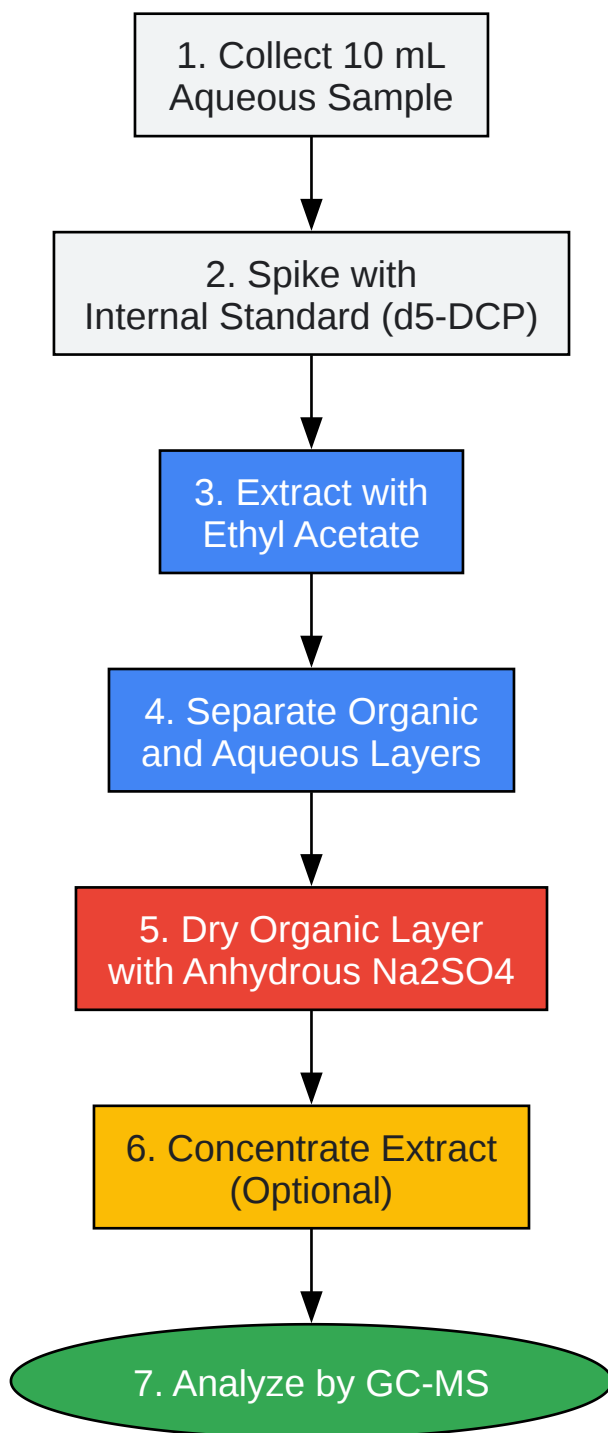 1. Collect 10 mL
Aqueous Sample
2. Spike with
Internal Standard (d5-DCP)
3. Extract with
Ethyl Acetate
4. Separate Organic
and Aqueous Layers
5. Dry Organic Layer
with Anhydrous Na2SO4
6. Concentrate Extract
(Optional)
7. Analyze by GC-MS